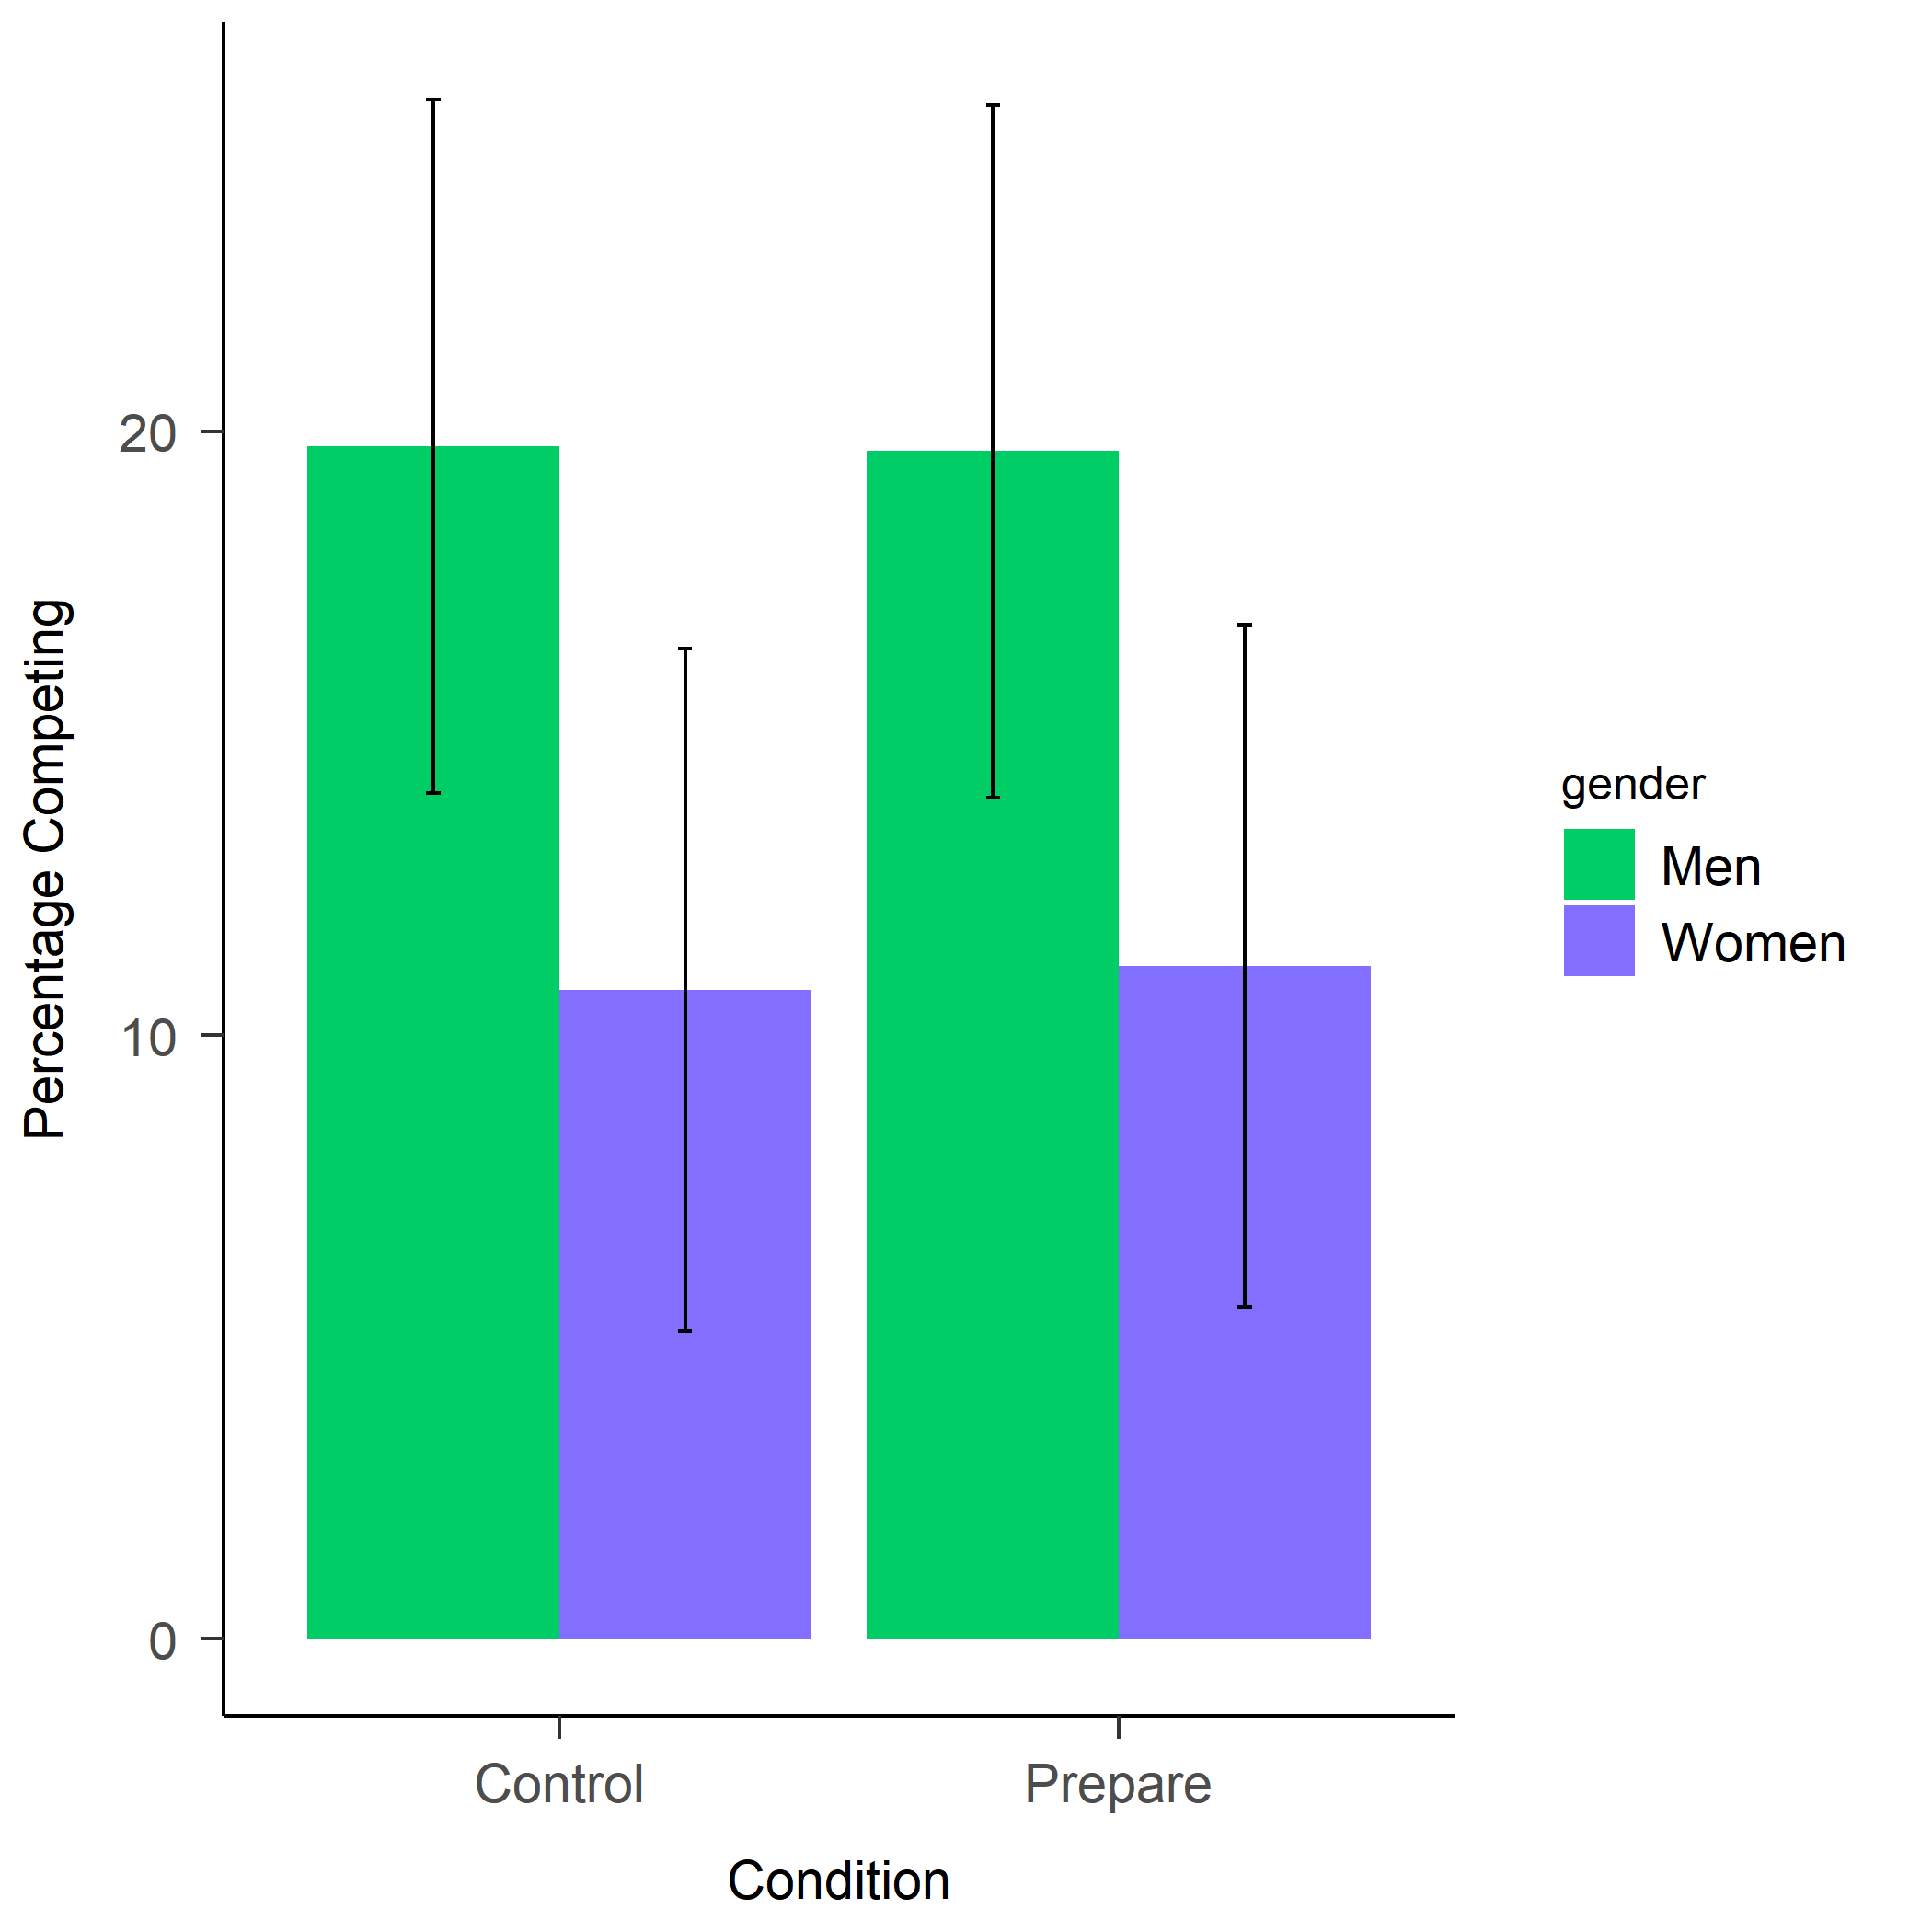 Percentage Competing
20
10
0
Control
Prepare
Condition
gender
Men
Women